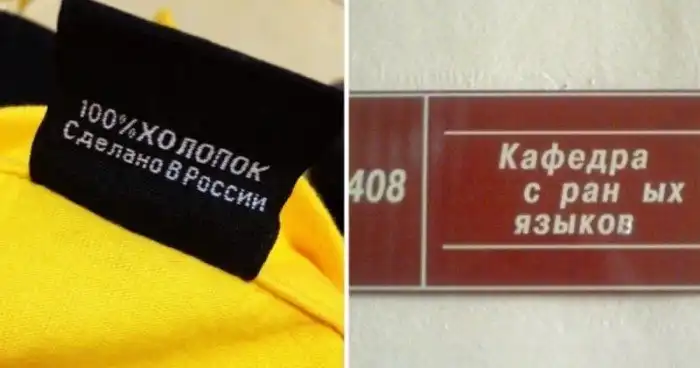 100%ХОЛОПОК
Сделано В России
408
Кафедра
с ран ых
языков